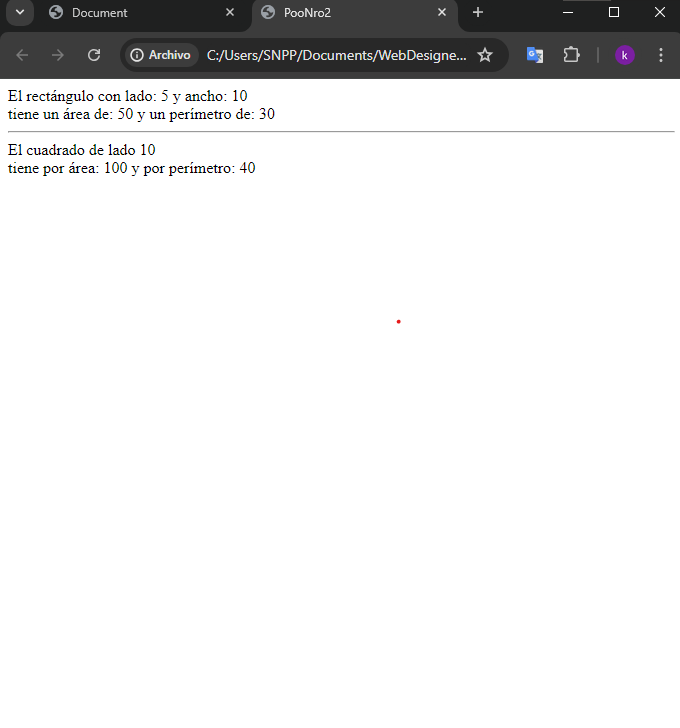 Document
PooNro2
Archivo
C:/Users/SNPP/Documents/WebDesigne...
k
El rectángulo con lado: 5 y ancho: 10
tiene un área de: 50 y un perímetro de: 30
El cuadrado de lado 10
tiene por área: 100 y por perímetro: 40